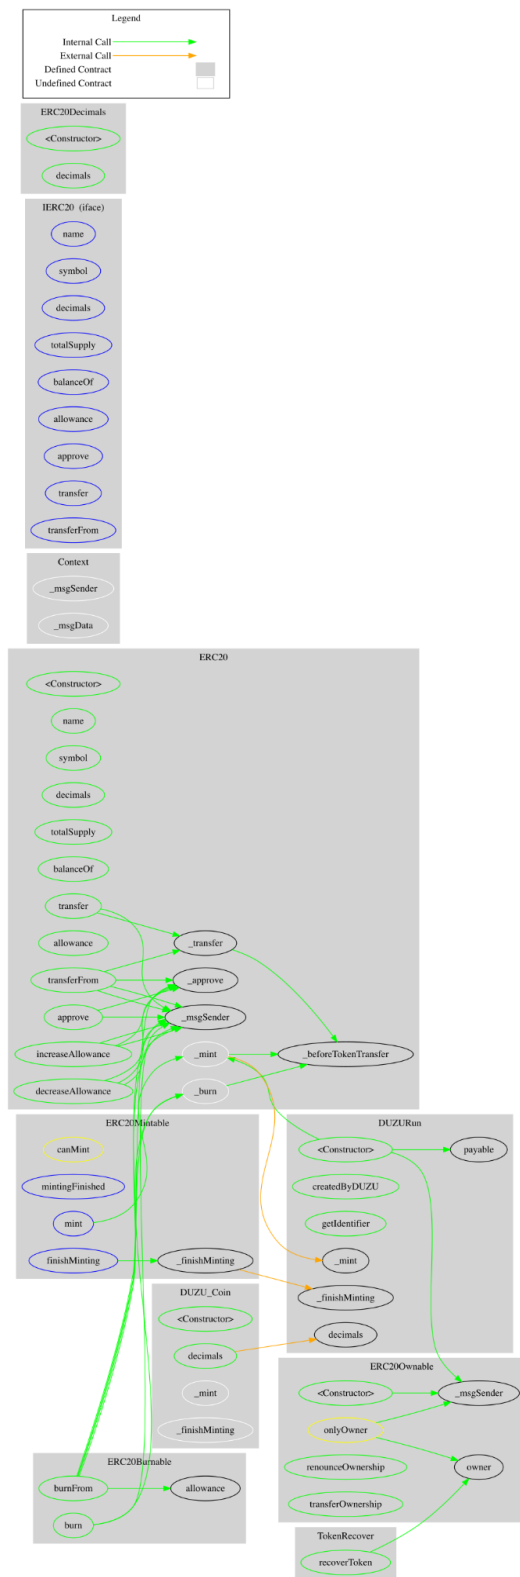 Legend
Internal Call
External Call
Defined Contract
Undefined Contract
ERC20Decimals
<Constructor>
decimals
IERC20 (iface)
name
symbol
decimals
totalSupply
balanceOf
allowance
approve
transfer
transferFrom
Context
_msgSender
_msgData
ERC20
<Constructor>
name
symbol
decimals
totalSupply
balanceOf
transfer
allowance
transferFrom
approve
increaseAllowance
decreaseAllowance
_transfer
_approve
_msgSender
_mint
_burn
_beforeTokenTransfer
ERC20Mintable
canMint
mintingFinished
mint
finishMinting
_finishMinting
DUZURun
<Constructor>
payable
createdByDUZU
getIdentifier
_mint
_finishMinting
decimals
DUZU_Coin
<Constructor>
decimals
_mint
_finishMinting
ERC20Ownable
<Constructor>
_msgSender
onlyOwner
owner
renounceOwnership
transferOwnership
ERC20Burnable
burnFrom
allowance
burn
TokenRecover
recoverToken